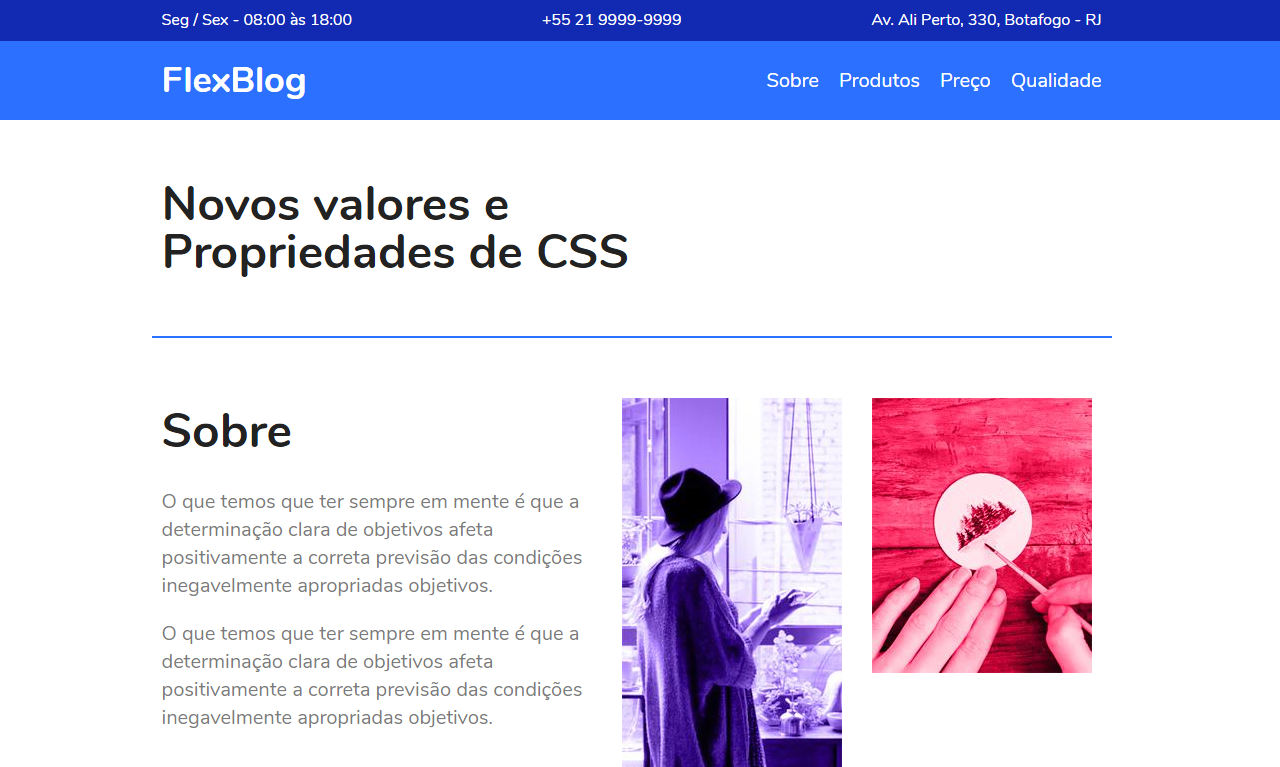 Seg / Sex - 08:00 às 18:00
+55 21 9999-9999
Av. Ali Perto, 330, Botafogo - RJ
FlexBlog
Sobre
Produtos
Preço
Qualidade
Novos valores e
Propriedades de CSS
Sobre
O que temos que ter sempre em mente é que a
determinação clara de objetivos afeta
positivamente a correta previsão das condições
inegavelmente apropriadas objetivos.
O que temos que ter sempre em mente é que a
determinação clara de objetivos afeta
positivamente a correta previsão das condições
inegavelmente apropriadas objetivos.